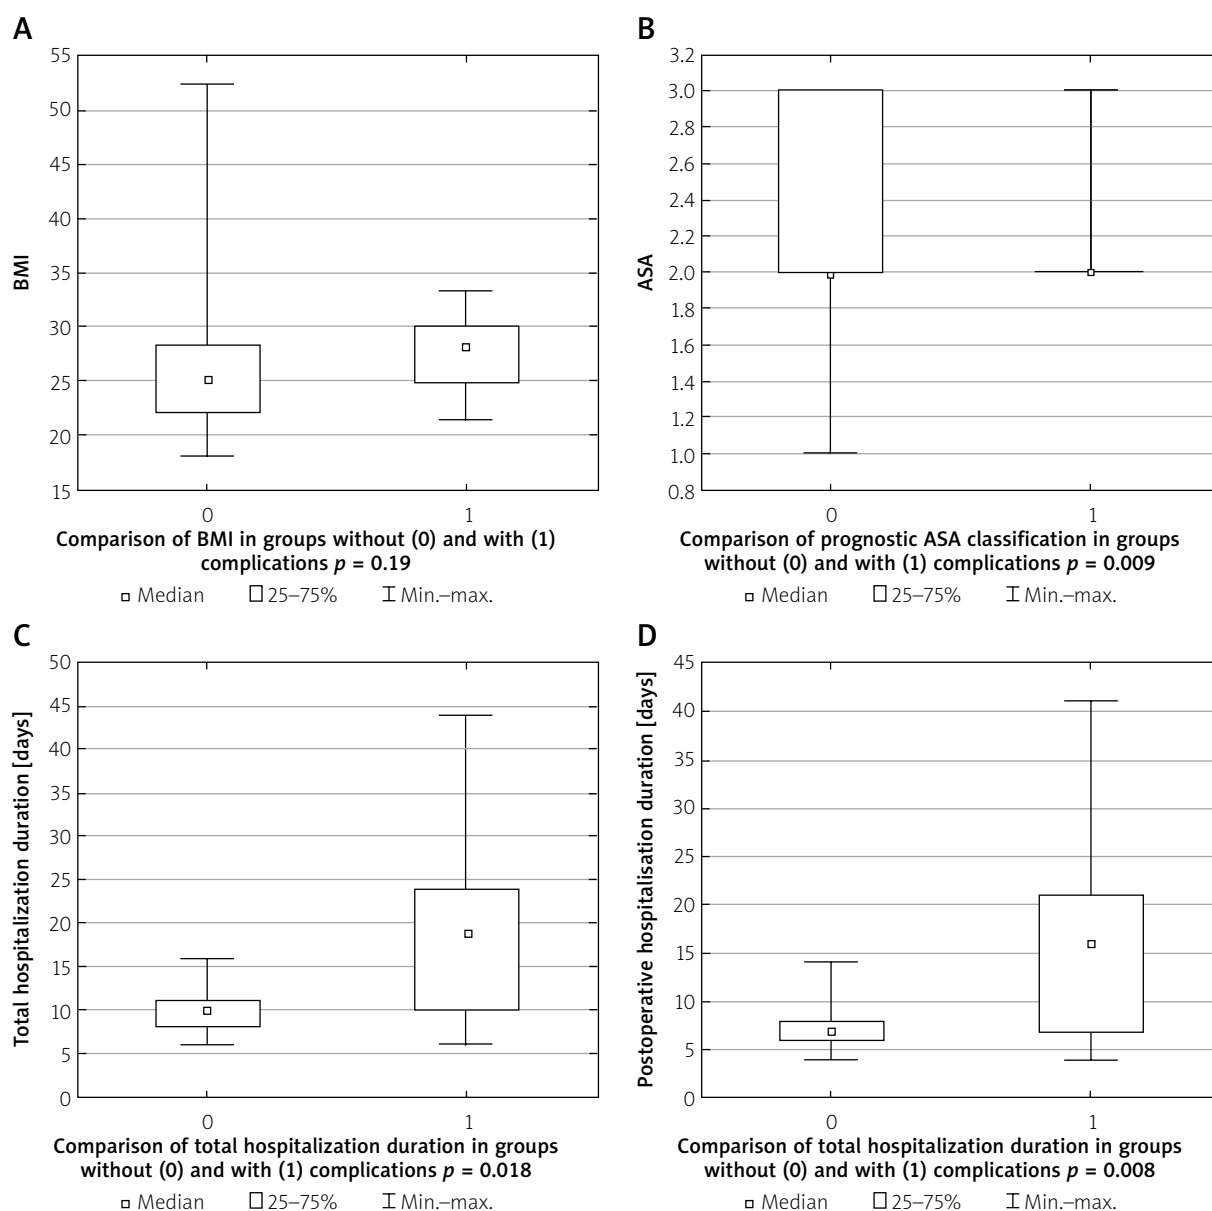 A
55
50
45
40
35
30
25
20
15
BMI
0 1
Comparison of BMI in groups without (0) and with (1)
complications p = 0.19
Median 25–75% Min.–max.
B
3.2
3.0
2.8
2.6
2.4
2.2
2.0
1.8
1.6
1.4
1.2
1.0
0.8
ASA
0 1
Comparison of prognostic ASA classification in groups
without (0) and with (1) complications p = 0.009
Median 25–75% Min.–max.
C
50
45
40
35
30
25
20
15
10
5
0
Total hospitalization duration [days]
0 1
Comparison of total hospitalization duration in groups
without (0) and with (1) complications p = 0.018
Median 25–75% Min.–max.
D
45
40
35
30
25
20
15
10
5
0
Postoperative hospitalisation duration [days]
0 1
Comparison of total hospitalization duration in groups
without (0) and with (1) complications p = 0.008
Median 25–75% Min.–max.